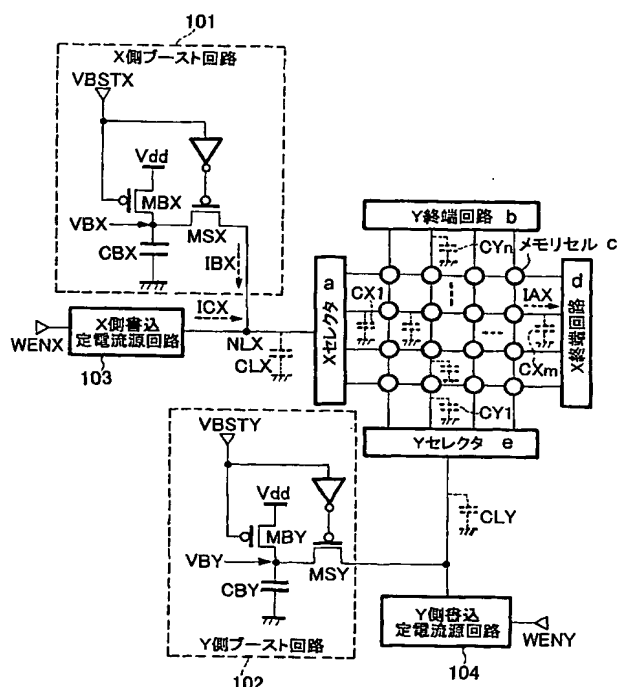 101
X側ブースト回路
VBSTX
Vdd
MBX
VBX
CBX
MSX
IBX
ICX
WENX
X側書込
定電流源回路
103
NLX
CLX
Y終端回路 b
CYn
メモリセル c
a
Xセレクタ
CX1
IAX
d
X終端回路
CXm
CY1
Yセレクタ e
CLY
VBSTY
Vdd
MBY
VBY
CBY
MSY
Y側ブースト回路
102
Y側書込
定電流源回路
WENY
104